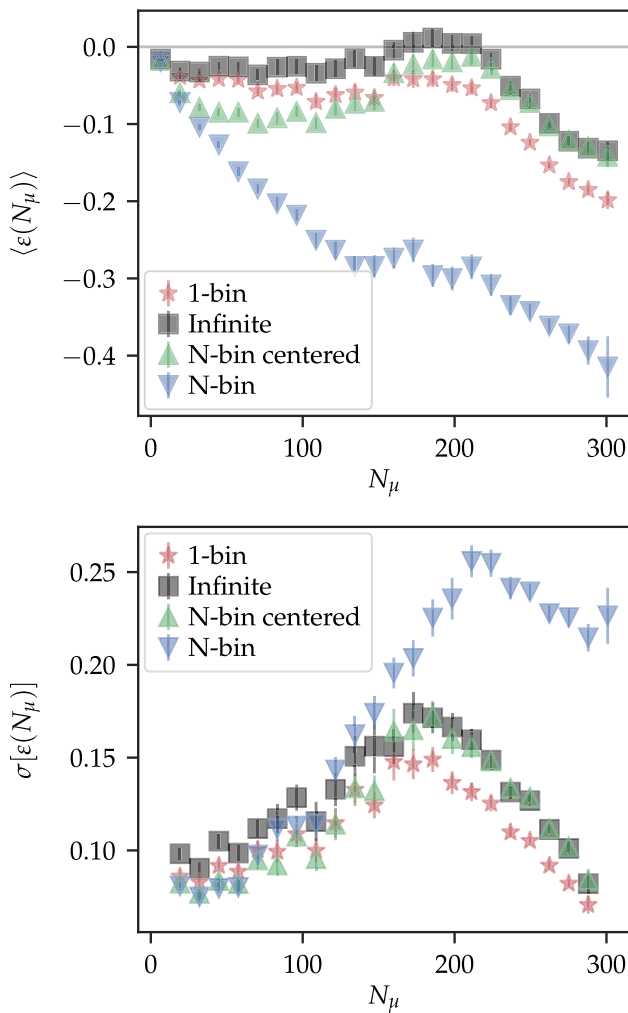 0.0
−0.1
−0.2
−0.3
−0.4
⟨ε(Nμ)⟩
1-bin
Infinite
N-bin centered
N-bin
0 100 200 300
Nμ
0.25
0.20
0.15
0.10
σ[ε(Nμ)]
1-bin
Infinite
N-bin centered
N-bin
0 100 200 300
Nμ